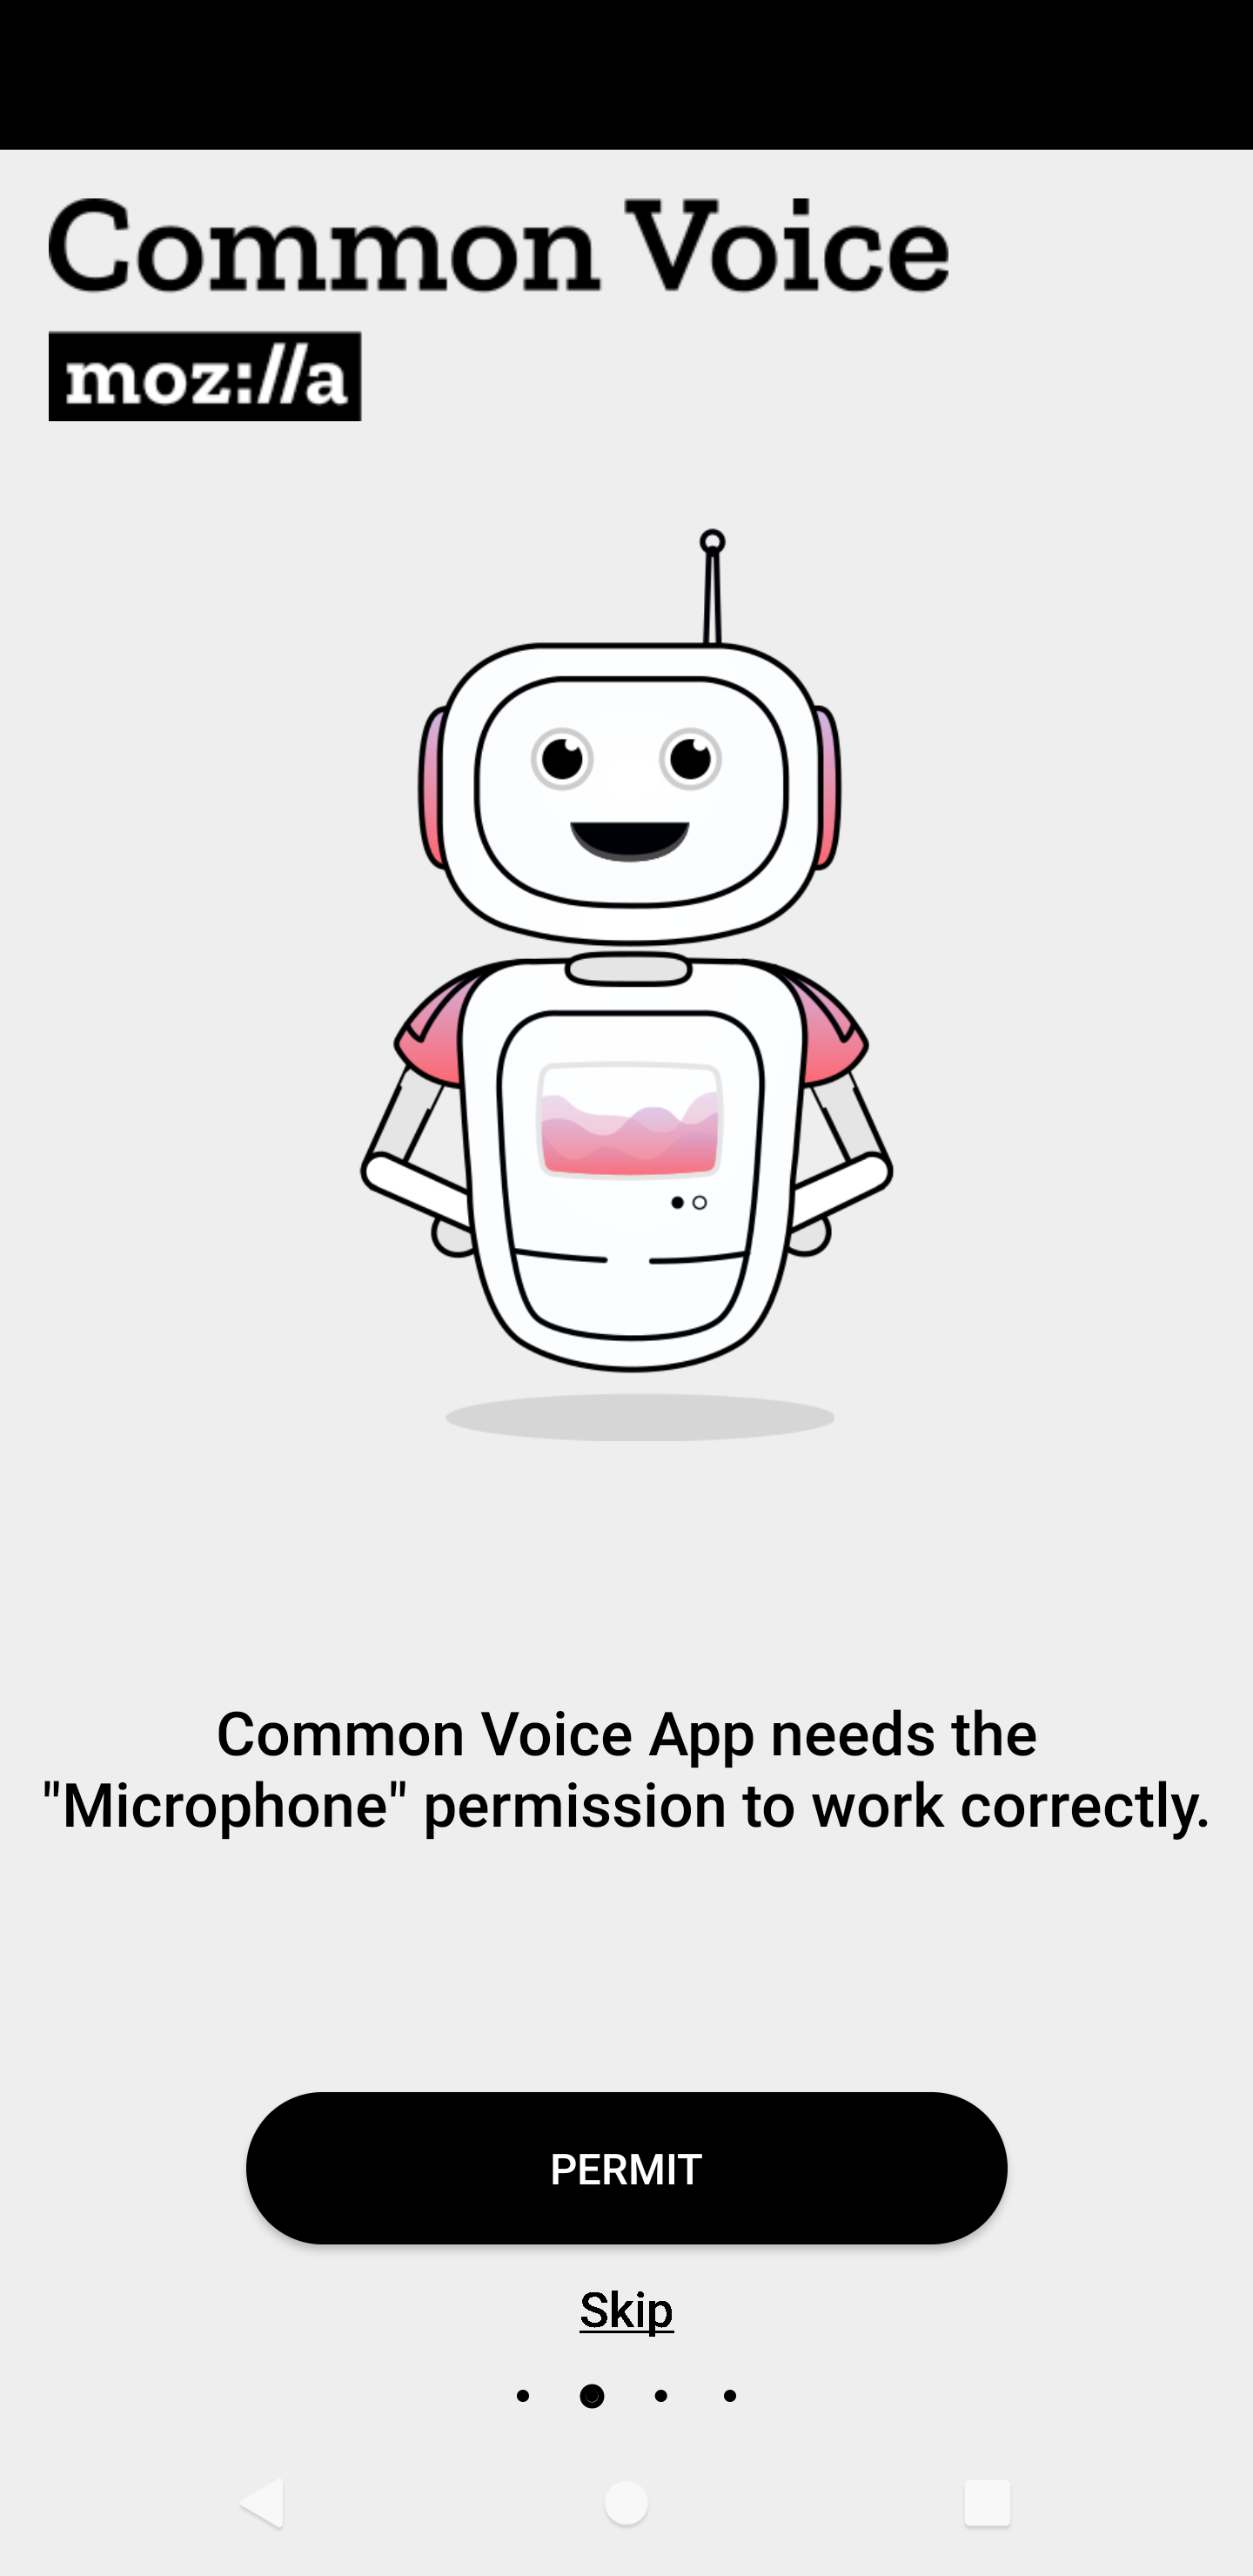 Common Voice
moz://a
Common Voice App needs the
"Microphone" permission to work correctly.
PERMIT
Skip